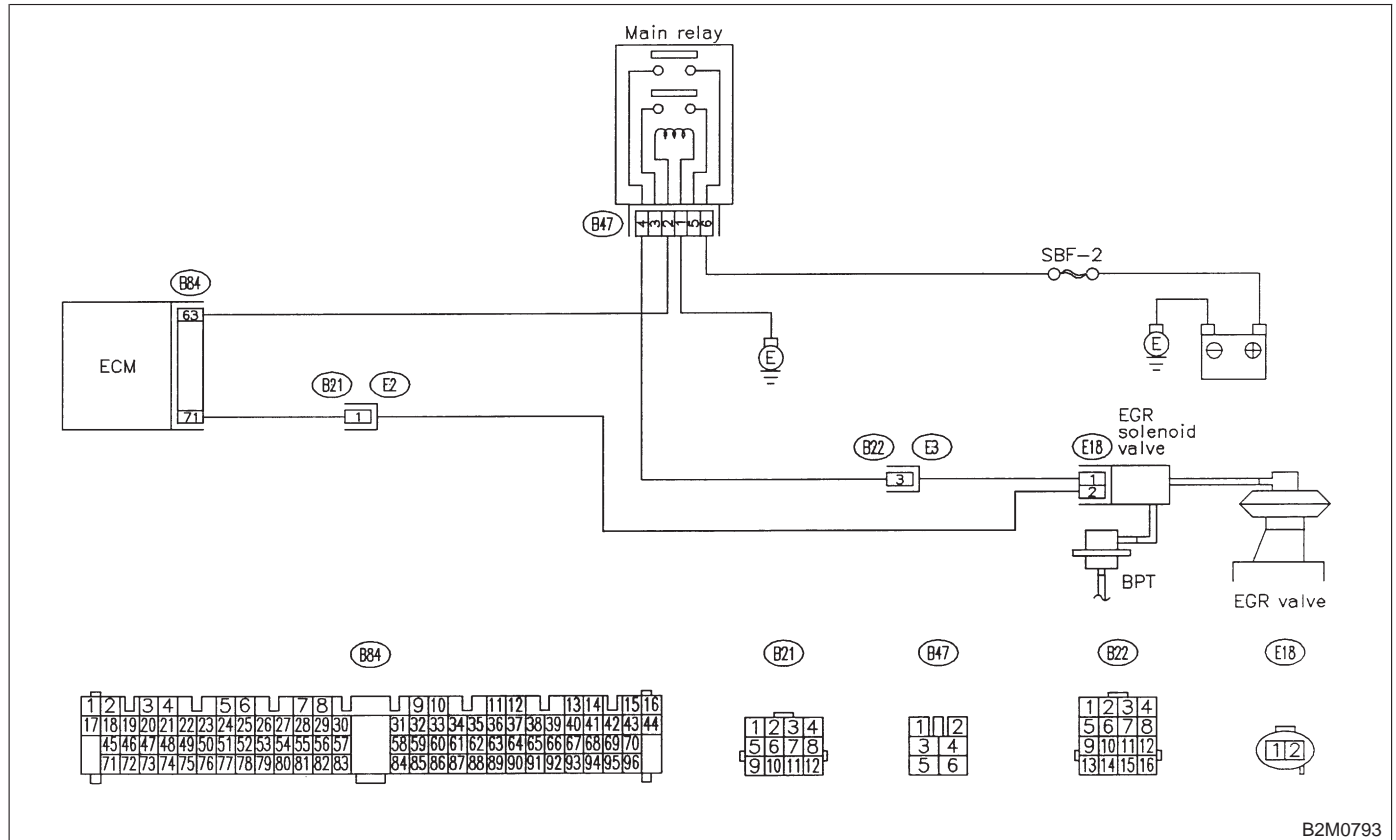 Main relay
B47
4 3 2 1 5 6
SBF-2
B84
63
ECM
71
B21 E2
1
E
E
⊖ ⊕
B22 E3
3
E18
EGR
solenoid
valve
1
2
BPT
EGR valve
B84
1 2 3 4 5 6 7 8 9 10 11 12 13 14 15 16
17 18 19 20 21 22 23 24 25 26 27 28 29 30 31 32 33 34 35 36 37 38 39 40 41 42 43 44
45 46 47 48 49 50 51 52 53 54 55 56 57 58 59 60 61 62 63 64 65 66 67 68 69 70
71 72 73 74 75 76 77 78 79 80 81 82 83 84 85 86 87 88 89 90 91 92 93 94 95 96
B21
1 2 3 4
5 6 7 8
9 10 11 12
B47
1 2
3 4
5 6
B22
1 2 3 4
5 6 7 8
9 10 11 12
13 14 15 16
E18
1 2
B2M0793